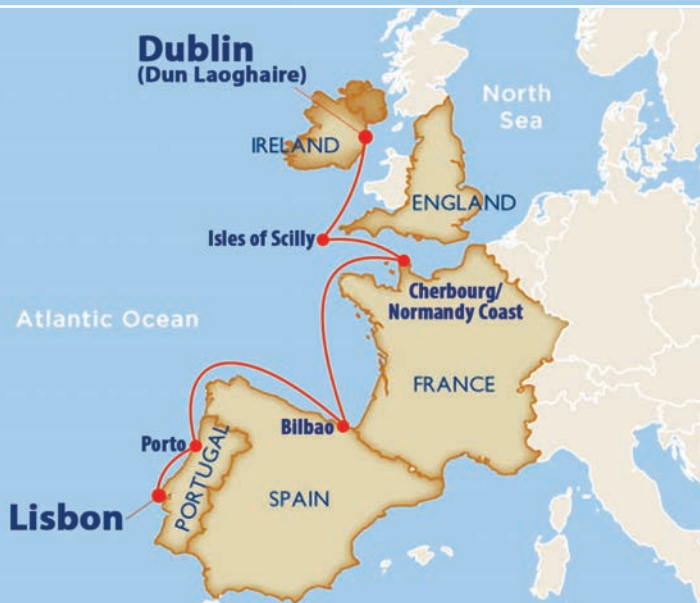 Dublin
(Dun Laoghaire)
North
Sea
IRELAND
ENGLAND
Isles of Scilly
Cherbourg/
Normandy Coast
Atlantic Ocean
FRANCE
Bilbao
Porto
PORTUGAL
SPAIN
Lisbon